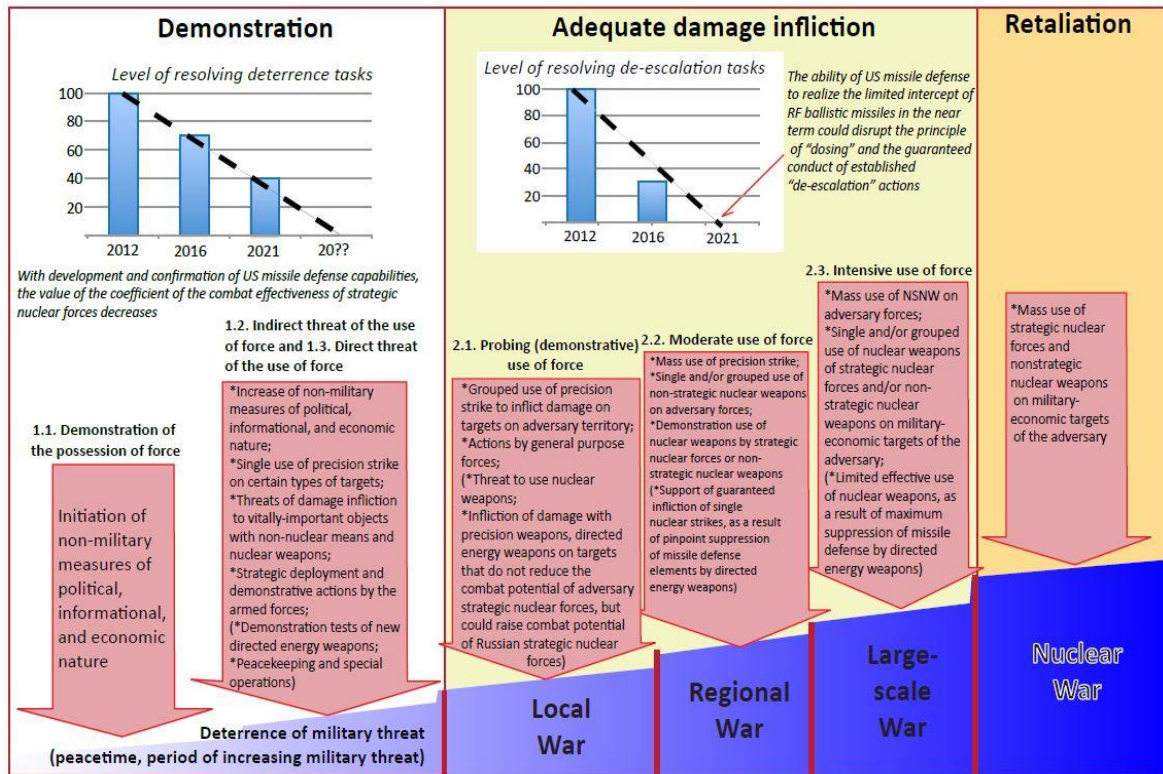 Demonstration
Level of resolving deterrence tasks
100
80
60
40
20
2012
2016
2021
20??
With development and confirmation of US missile defense capabilities,
the value of the coefficient of the combat effectiveness of strategic
nuclear forces decreases
1.1. Demonstration of
the possession of force
Initiation of
non-military
measures of
political,
informational,
and economic
nature
1.2. Indirect threat of the use
of force and 1.3. Direct threat
of the use of force
*Increase of non-military
measures of political,
informational, and economic
nature;
*Single use of precision strike
on certain types of targets;
*Threats of damage infliction
to vitally-important objects
with non-nuclear means and
nuclear weapons;
*Strategic deployment and
demonstrative actions by the
armed forces;
(*Demonstration tests of new
directed energy weapons;
*Peacekeeping and special
operations)
Deterrence of military threat
(peacetime, period of increasing military threat)
Adequate damage infliction
Level of resolving de-escalation tasks
100
80
60
40
20
2012
2016
2021
The ability of US missile defense
to realize the limited intercept of
RF ballistic missiles in the near
term could disrupt the principle
of “dosing” and the guaranteed
conduct of established
“de-escalation” actions
2.1. Probing (demonstrative)
use of force
*Grouped use of precision
strike to inflict damage on
targets on adversary territory;
*Actions by general purpose
forces;
(*Threat to use nuclear
weapons;
*Infliction of damage with
precision weapons, directed
energy weapons on targets
that do not reduce the
combat potential of adversary
strategic nuclear forces, but
could raise combat potential
of Russian strategic nuclear
forces)
Local
War
2.2. Moderate use of force
*Mass use of precision strike;
*Single and/or grouped use of
non-strategic nuclear weapons
on adversary forces;
*Demonstration use of
nuclear weapons by strategic
nuclear forces or non-
strategic nuclear weapons
(*Support of guaranteed
infliction of single
nuclear strikes, as a result
of pinpoint suppression
of missile defense
elements by directed
energy weapons)
Regional
War
2.3. Intensive use of force
*Mass use of NSNW on
adversary forces;
*Single and/or grouped
use of nuclear weapons
of strategic nuclear
forces and/or non-
strategic nuclear
weapons on military-
economic targets of the
adversary;
(*Limited effective use
of nuclear weapons, as
a result of maximum
suppression of missile
defense by directed
energy weapons)
Large-
scale
War
Retaliation
*Mass use of
strategic nuclear
forces and
nonstrategic
nuclear weapons
on military-
economic targets
of the adversary
Nuclear
War